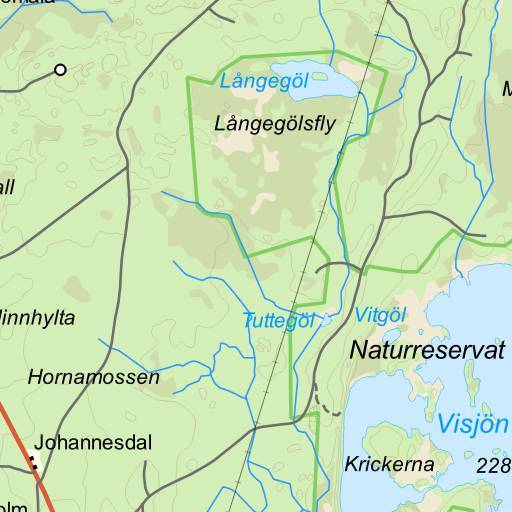 Långegöl
Långegölsfly
Tuttegöl
Vitgöl
Naturreservat
Hornamossen
Johannesdal
Visjön
Krickerna
228